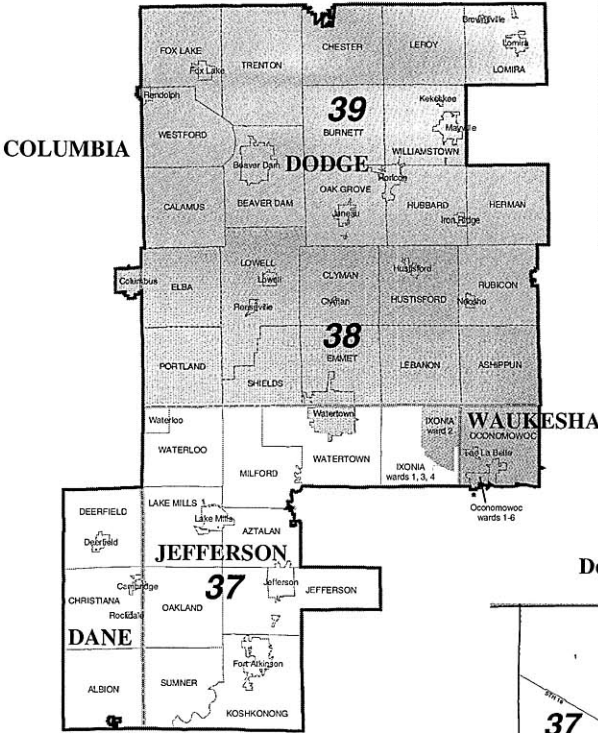 Brownsville
FOX LAKE
TRENTON
CHESTER
LEROY
Lomira
LOMIRA
Fox Lake
Randolph
39
Kekoskee
WESTFORD
BURNETT
Mayville
COLUMBIA
WILLIAMSTOWN
Beaver Dam
DODGE
Horicon
OAK GROVE
CALAMUS
BEAVER DAM
Juneau
HUBBARD
HERMAN
Iron Ridge
LOWELL
Columbus
ELBA
Lowell
CLYMAN
Hustisford
RUBICON
Reeseville
Clyman
HUSTISFORD
Neosho
38
EMMET
PORTLAND
SHIELDS
LEBANON
ASHIPPUN
Waterloo
Watertown
IXONIA
ward 2
WAUKESHA
OCONOMOWOC
WATERLOO
MILFORD
WATERTOWN
IXONIA
wards 1, 3, 4
Lac La Belle
Oconomowoc
wards 1-6
DEERFIELD
LAKE MILLS
Lake Mills
AZTALAN
Deerfield
JEFFERSON
De
Cambridge
37
Jefferson
JEFFERSON
CHRISTIANA
OAKLAND
Rockdale
DANE
Fort Atkinson
ALBION
SUMNER
KOSHKONONG
1
STH 16
37